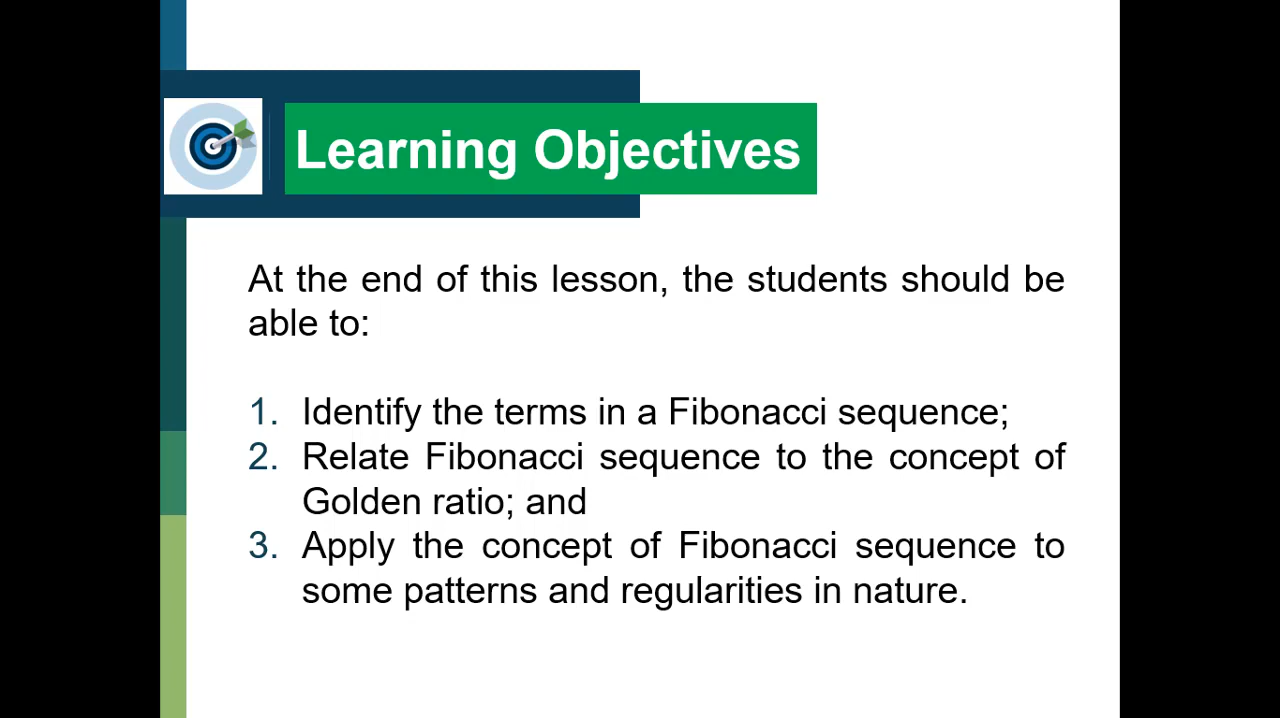 Learning Objectives
At the end of this lesson, the students should be
able to:
1. Identify the terms in a Fibonacci sequence;
2. Relate Fibonacci sequence to the concept of
Golden ratio; and
3. Apply the concept of Fibonacci sequence to
some patterns and regularities in nature.